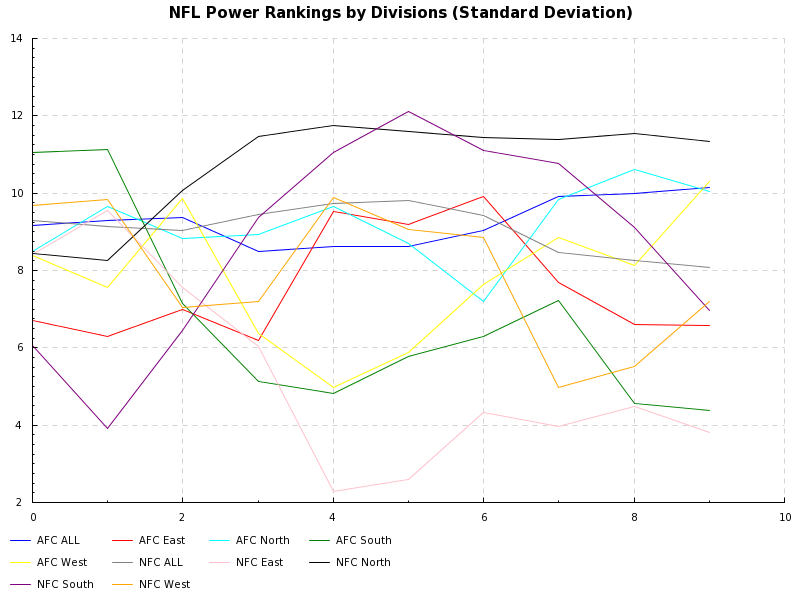 NFL Power Rankings by Divisions (Standard Deviation)
14
12
10
8
6
4
2
0 2 4 6 8 10
AFC ALL AFC East AFC North AFC South
AFC West NFC ALL NFC East NFC North
NFC South NFC West